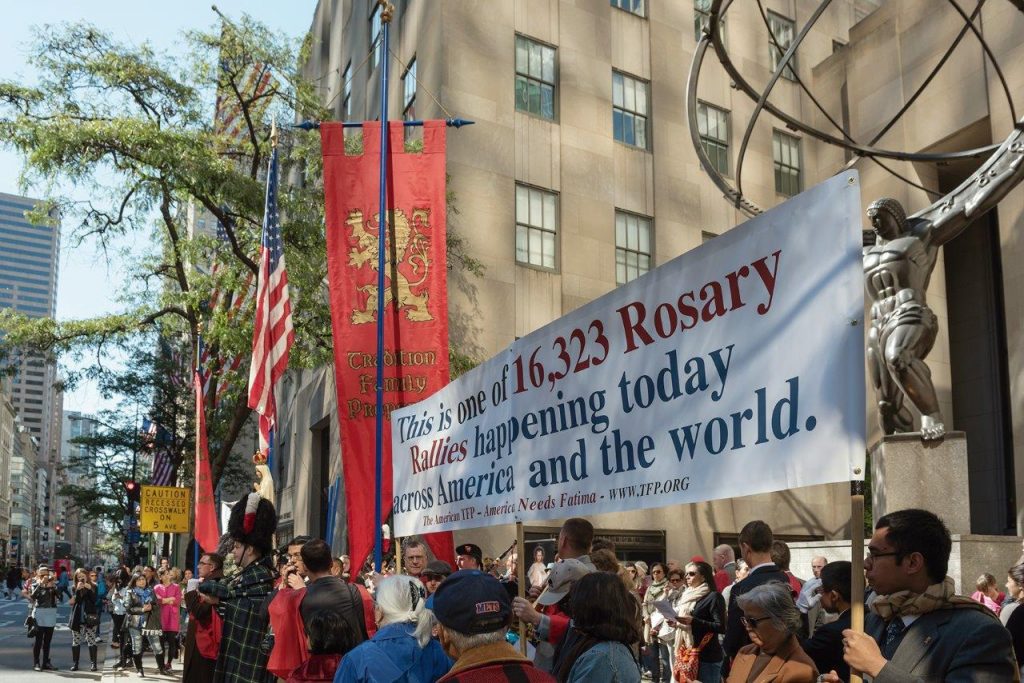 Tradition
Family
This is one of 16,323 Rosary
Rallies happening today
across America and the world.
The American TFP - America Needs Fatima - WWW.TFP.ORG
CAUTION
RECESSED
CROSSWALK
ON
5 AVE
METS